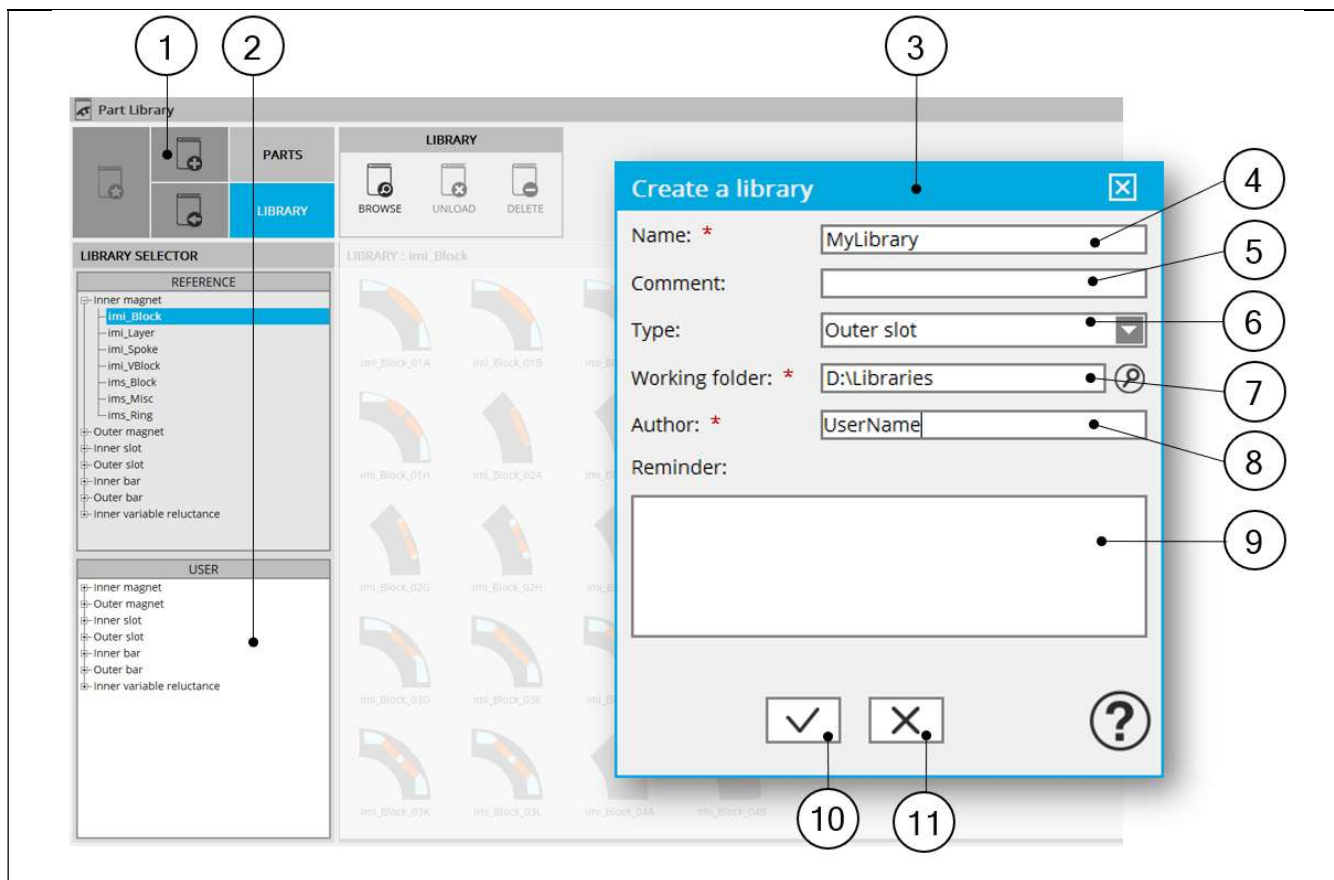 1
2
3
Part Library
PARTS
LIBRARY
LIBRARY
BROWSE
UNLOAD
DELETE
LIBRARY SELECTOR
REFERENCE
Inner magnet
imi_Block
imi_Layer
imi_Spoke
imi_VBlock
ims_Block
ims_Misc
ims_Ring
Outer magnet
Inner slot
Outer slot
Inner bar
Outer bar
Inner variable reluctance
USER
Inner magnet
Outer magnet
Inner slot
Outer slot
Inner bar
Outer bar
Inner variable reluctance
LIBRARY : imi_Block
imi_Block_01A
imi_Block_01B
imi_Block_01H
imi_Block_02A
imi_Block_02G
imi_Block_02H
imi_Block_03D
imi_Block_03E
imi_Block_03K
imi_Block_03L
imi_Block_04A
imi_Block_04B
Create a library
Name: * MyLibrary
Comment:
Type: Outer slot
Working folder: * D:\Libraries
Author: * UserName
Reminder:
?
4
5
6
7
8
9
10
11